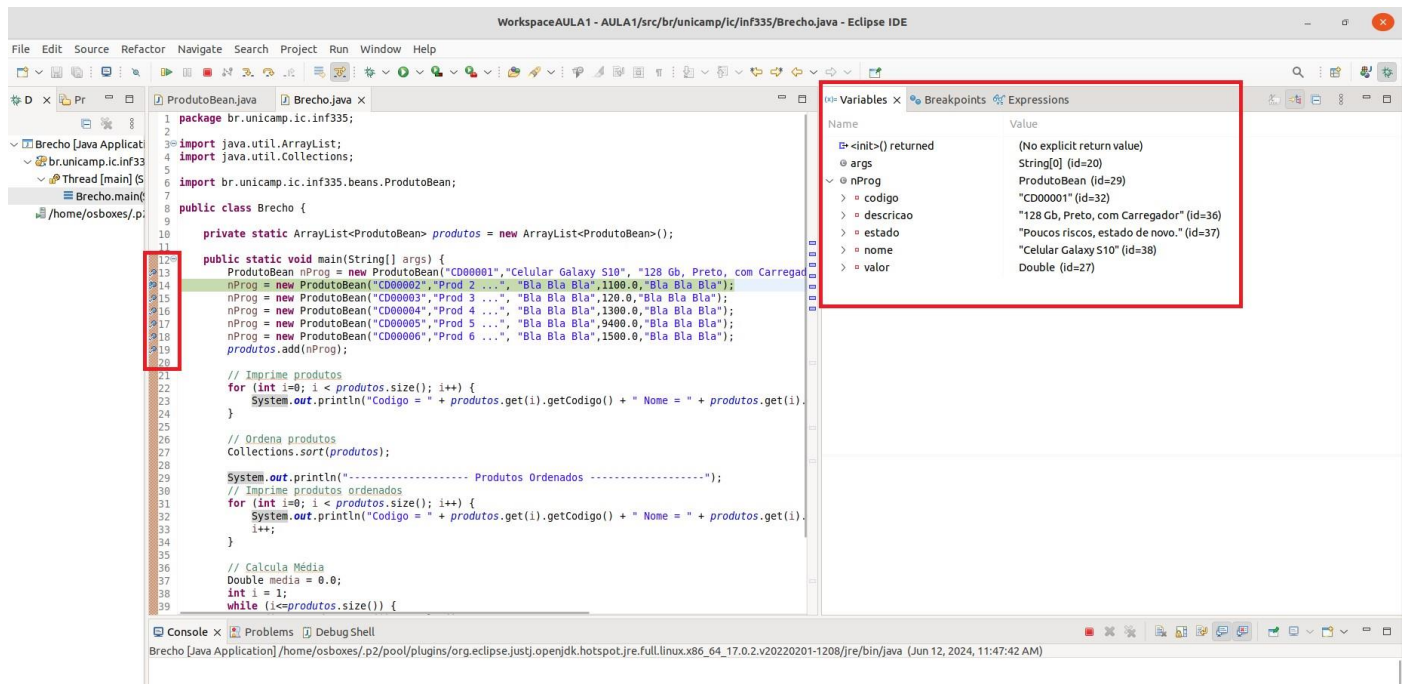 WorkspaceAULA1 - AULA1/src/br/unicamp/ic/inf335/Brecho.java - Eclipse IDE
File Edit Source Refactor Navigate Search Project Run Window Help
D Pr
Brecho [Java Applicati
br.unicamp.ic.inf33
Thread [main] (S
Brecho.main(S
/home/osboxes/.p
ProdutoBean.java Brecho.java
1 package br.unicamp.ic.inf335;
2
3 import java.util.ArrayList;
4 import java.util.Collections;
5
6 import br.unicamp.ic.inf335.beans.ProdutoBean;
7
8 public class Brecho {
9
10 private static ArrayList<ProdutoBean> produtos = new ArrayList<ProdutoBean>();
11
12 public static void main(String[] args) {
13 ProdutoBean nProg = new ProdutoBean("CD00001","Celular Galaxy S10", "128 Gb, Preto, com Carregad
14 nProg = new ProdutoBean("CD00002","Prod 2 ...", "Bla Bla Bla",1100.0,"Bla Bla Bla");
15 nProg = new ProdutoBean("CD00003","Prod 3 ...", "Bla Bla Bla",120.0,"Bla Bla Bla");
16 nProg = new ProdutoBean("CD00004","Prod 4 ...", "Bla Bla Bla",1300.0,"Bla Bla Bla");
17 nProg = new ProdutoBean("CD00005","Prod 5 ...", "Bla Bla Bla",9400.0,"Bla Bla Bla");
18 nProg = new ProdutoBean("CD00006","Prod 6 ...", "Bla Bla Bla",1500.0,"Bla Bla Bla");
19 produtos.add(nProg);
20
21 // Imprime produtos
22 for (int i=0; i < produtos.size(); i++) {
23 System.out.println("Codigo = " + produtos.get(i).getCodigo() + " Nome = " + produtos.get(i).
24 }
25
26 // Ordena produtos
27 Collections.sort(produtos);
28
29 System.out.println("------------------- Produtos Ordenados ------------------");
30 // Imprime produtos ordenados
31 for (int i=0; i < produtos.size(); i++) {
32 System.out.println("Codigo = " + produtos.get(i).getCodigo() + " Nome = " + produtos.get(i).
33 i++;
34 }
35
36 // Calcula Média
37 Double media = 0.0;
38 int i = 1;
39 while (i<=produtos.size()) {
Variables Breakpoints Expressions
Name Value
<init>() returned (No explicit return value)
args String[0] (id=20)
nProg ProdutoBean (id=29)
codigo "CD00001" (id=32)
descricao "128 Gb, Preto, com Carregador" (id=36)
estado "Poucos riscos, estado de novo." (id=37)
nome "Celular Galaxy S10" (id=38)
valor Double (id=27)
Console Problems Debug Shell
Brecho [Java Application] /home/osboxes/.p2/pool/plugins/org.eclipse.justj.openjdk.hotspot.jre.full.linux.x86_64_17.0.2.v20220201-1208/jre/bin/java (Jun 12, 2024, 11:47:42 AM)